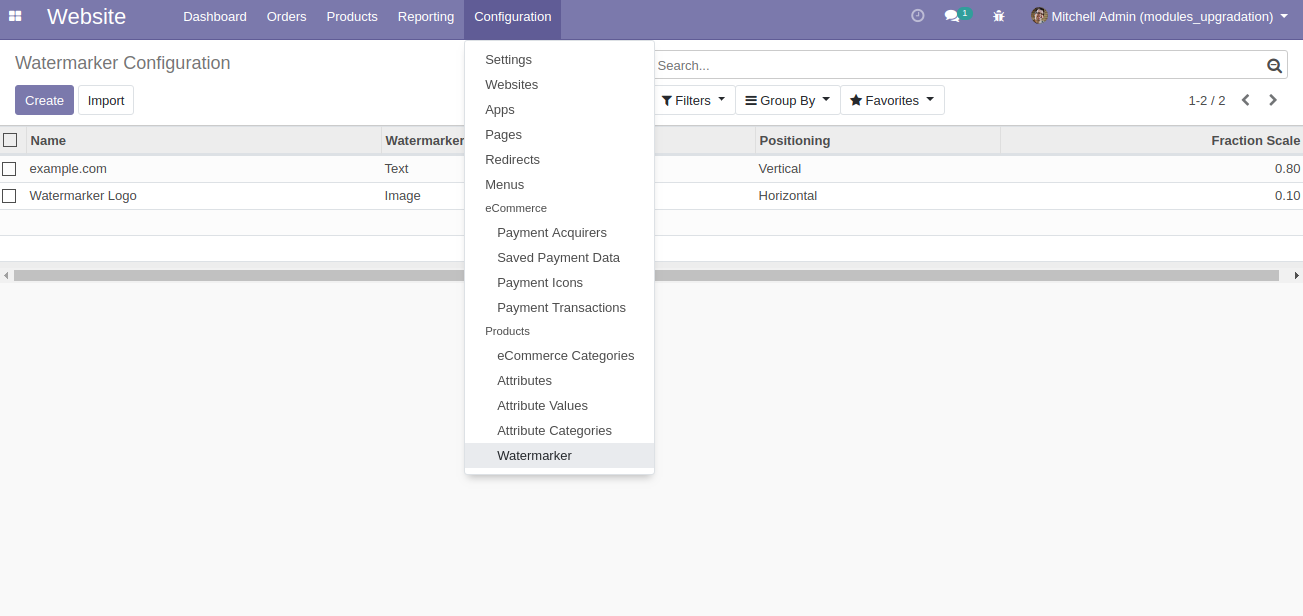 Website Dashboard Orders Products Reporting Configuration 1 Mitchell Admin (modules_upgradation)
Watermarker Configuration
Search...
Create Import
Filters Group By Favorites 1-2 / 2
Name Watermarker Positioning Fraction Scale
example.com Text Vertical 0.80
Watermarker Logo Image Horizontal 0.10
Settings
Websites
Apps
Pages
Redirects
Menus
eCommerce
Payment Acquirers
Saved Payment Data
Payment Icons
Payment Transactions
Products
eCommerce Categories
Attributes
Attribute Values
Attribute Categories
Watermarker